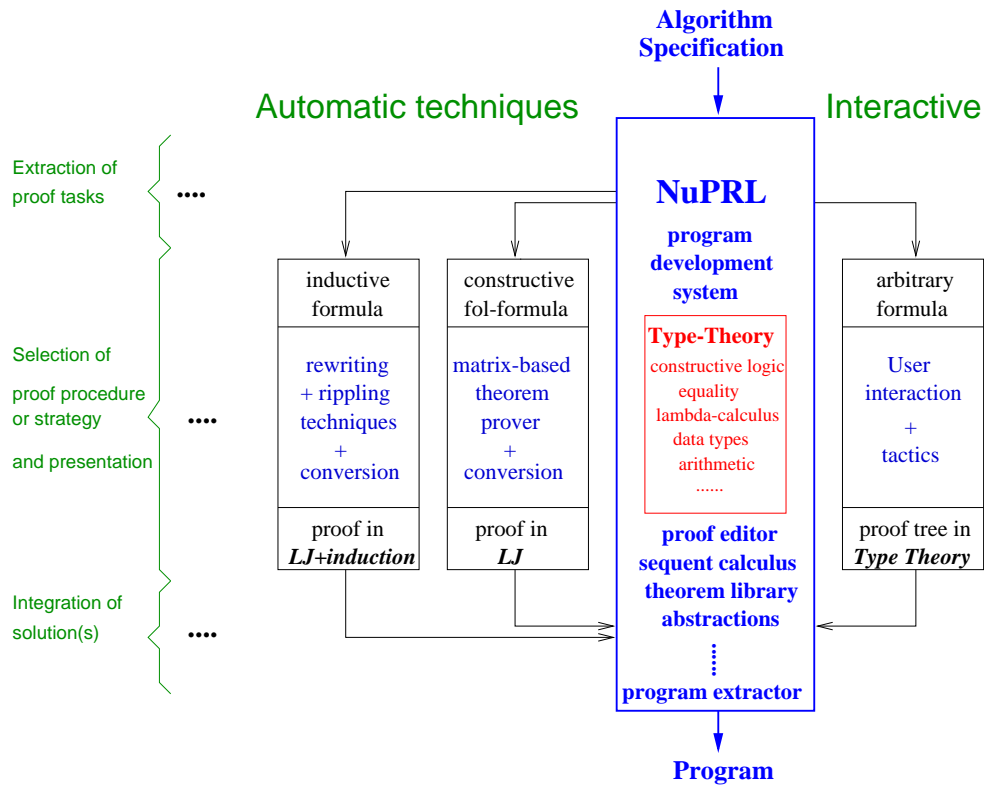 Algorithm
Specification
Automatic techniques
Interactive
Extraction of
proof tasks
....
Selection of
proof procedure
or strategy
and presentation
....
Integration of
solution(s)
....
inductive
formula
rewriting
+ rippling
techniques
+
conversion
proof in
LJ+induction
constructive
fol-formula
matrix-based
theorem
prover
+
conversion
proof in
LJ
NuPRL
program
development
system
Type-Theory
constructive logic
equality
lambda-calculus
data types
arithmetic
......
proof editor
sequent calculus
theorem library
abstractions
program extractor
arbitrary
formula
User
interaction
+
tactics
proof tree in
Type Theory
Program